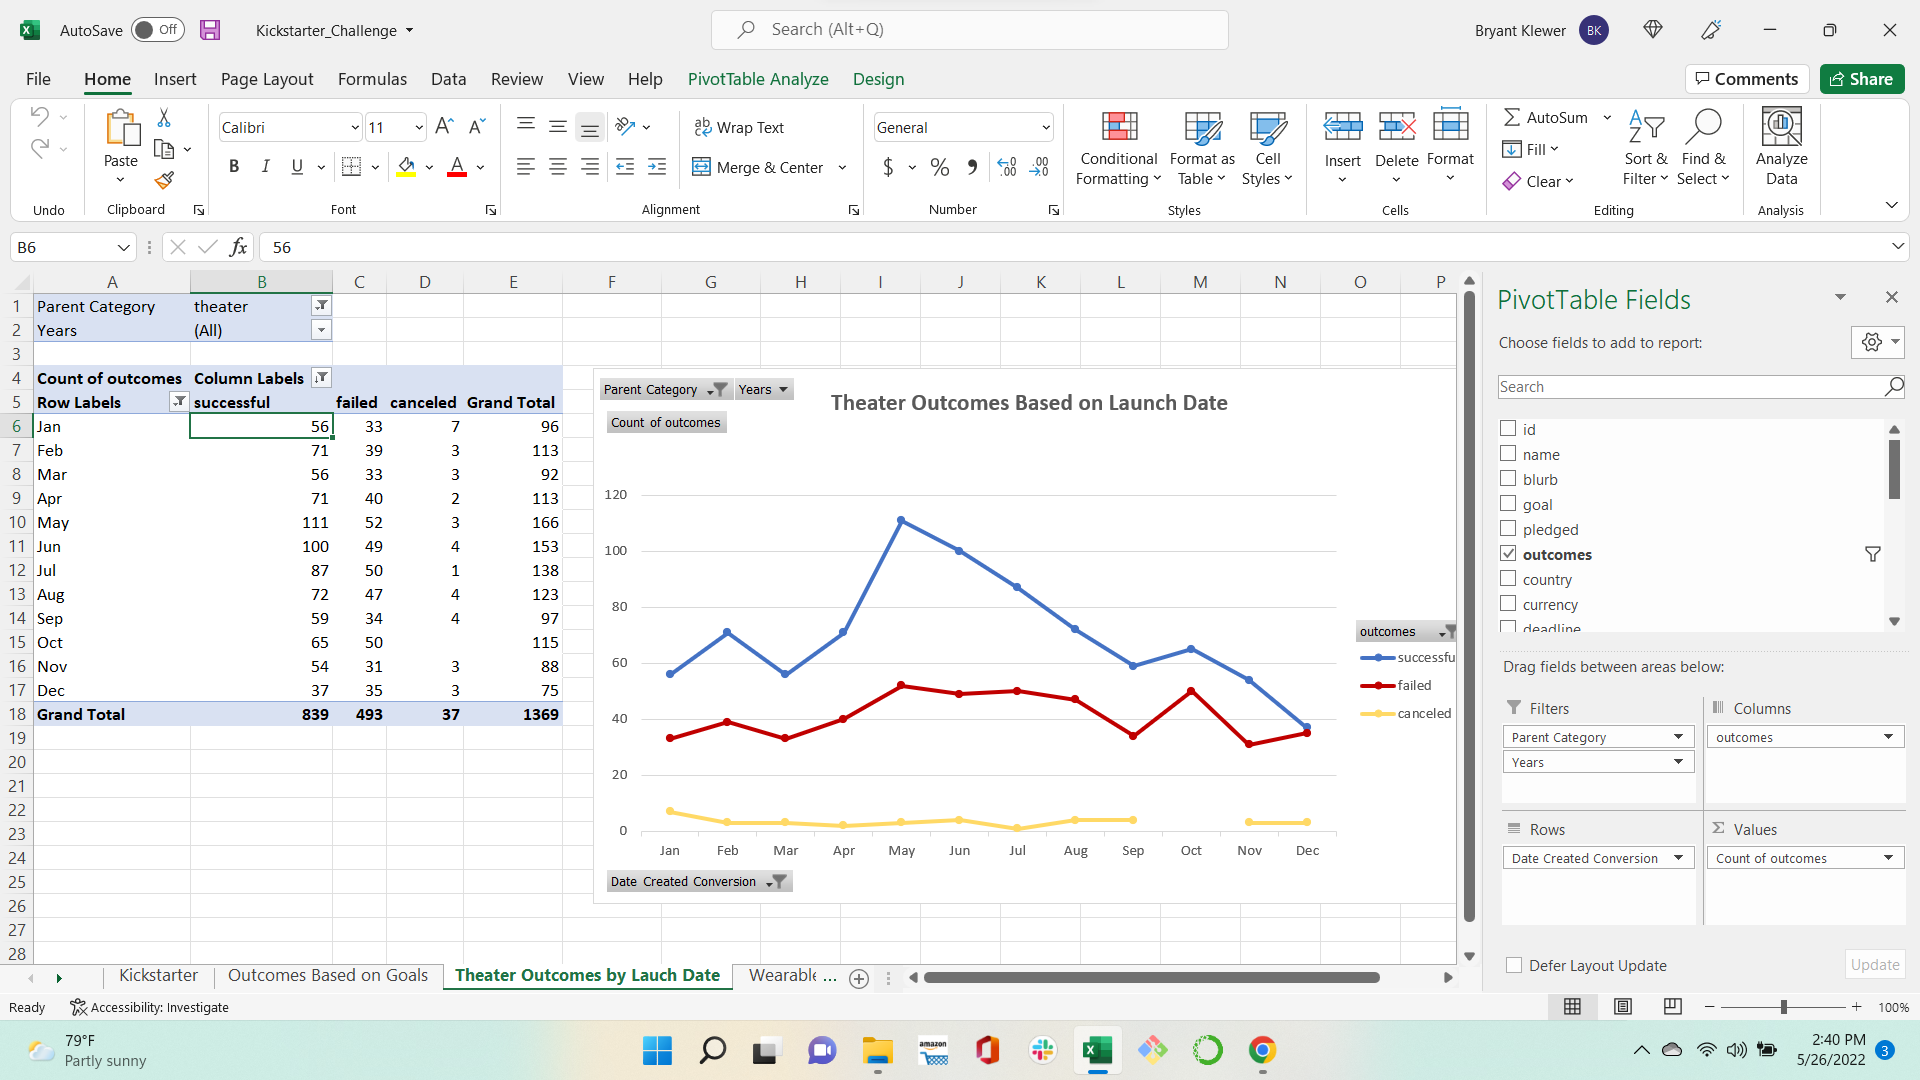 AutoSave Off Kickstarter_Challenge Search (Alt+Q) Bryant Klewer BK
File Home Insert Page Layout Formulas Data Review View Help PivotTable Analyze Design Comments Share
Calibri 11 Wrap Text General AutoSum
Paste Conditional Formatting Format as Table Cell Styles Insert Delete Format Fill Sort & Filter Find & Select Analyze Data
B I U A Merge & Center $ % Clear
Undo Clipboard Font Alignment Number Styles Cells Editing Analysis
B6 fx 56
A B C D E F G H I J K L M N O P
1 Parent Category theater
2 Years (All)
3
4 Count of outcomes Column Labels
5 Row Labels successful failed canceled Grand Total
6 Jan 56 33 7 96
7 Feb 71 39 3 113
8 Mar 56 33 3 92
9 Apr 71 40 2 113
10 May 111 52 3 166
11 Jun 100 49 4 153
12 Jul 87 50 1 138
13 Aug 72 47 4 123
14 Sep 59 34 4 97
15 Oct 65 50 115
16 Nov 54 31 3 88
17 Dec 37 35 3 75
18 Grand Total 839 493 37 1369
19
20
21
22
23
24
25
26
27
28
Parent Category Years
Theater Outcomes Based on Launch Date
Count of outcomes
120
100
80
60
40
20
0
Jan Feb Mar Apr May Jun Jul Aug Sep Oct Nov Dec
Date Created Conversion
outcomes
successfu
failed
canceled
PivotTable Fields
Choose fields to add to report:
Search
id
name
blurb
goal
pledged
outcomes
country
currency
deadline
Drag fields between areas below:
Filters Columns
Parent Category outcomes
Years
Rows Σ Values
Date Created Conversion Count of outcomes
Defer Layout Update Update
Kickstarter Outcomes Based on Goals Theater Outcomes by Lauch Date Wearable ...
Ready Accessibility: Investigate 100%
79°F
Partly sunny
amazon
2:40 PM
5/26/2022 3